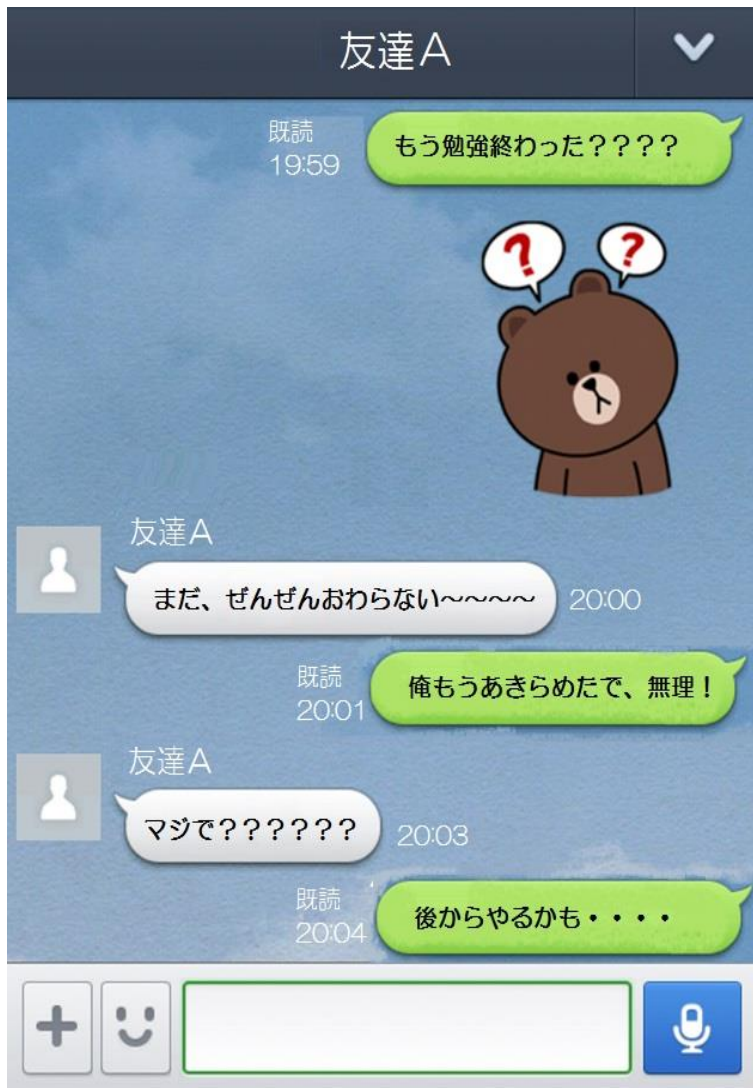 友達A
既読
19:59
もう勉強終わった????
? ?
友達A
まだ、ぜんぜんおわらない~~~~
20:00
既読
20:01
俺もうあきらめたで、無理!
友達A
マジで??????
20:03
既読
20:04
後からやるかも・・・・